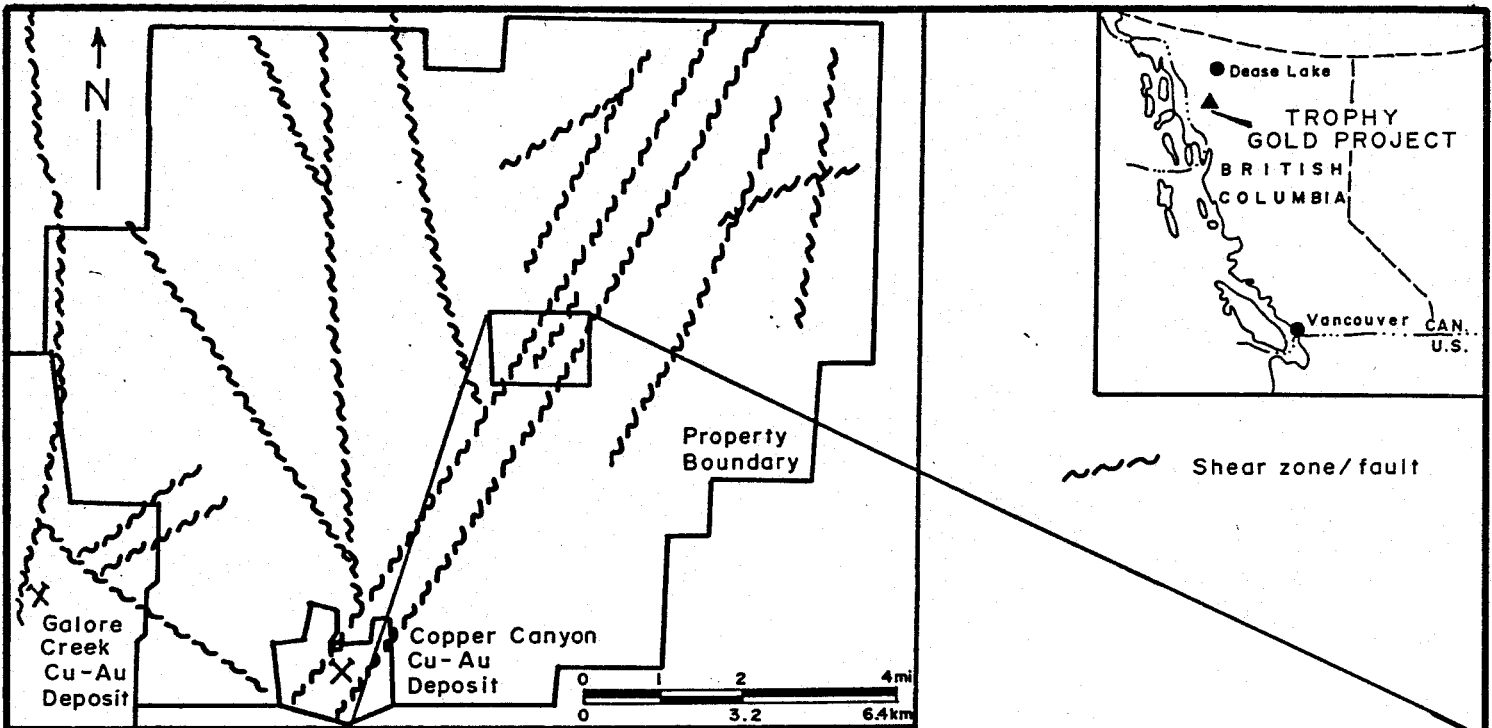 N
Galore
Creek
Cu-Au
Deposit
Copper Canyon
Cu-Au
Deposit
Property
Boundary
0 1 2 4mi
0 3.2 6.4km
Dease Lake
TROPHY
GOLD PROJECT
BRITISH
COLUMBIA
Vancouver CAN.
U.S.
Shear zone/fault